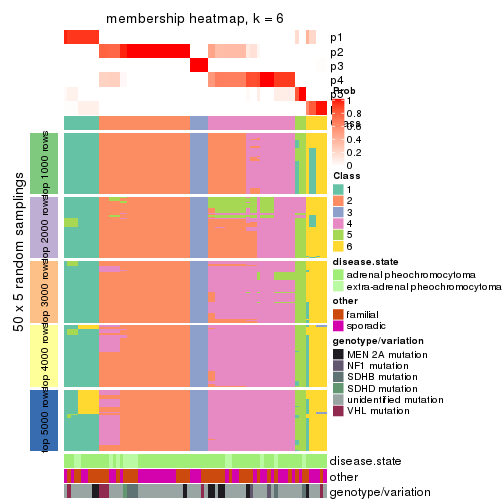 membership heatmap, k = 6
p1
p2
p3
p4
p5
Prob
1
0.8
0.6
0.4
0.2
0
Class
1
2
3
4
5
6
disease.state
adrenal pheochromocytoma
extra-adrenal pheochromocytoma
other
familial
sporadic
genotype/variation
MEN 2A mutation
NF1 mutation
SDHB mutation
SDHD mutation
unidentified mutation
VHL mutation
50 x 5 random samplings
top 1000 rows
top 2000 rows
top 3000 rows
top 4000 rows
top 5000 rows
disease.state
other
genotype/variation